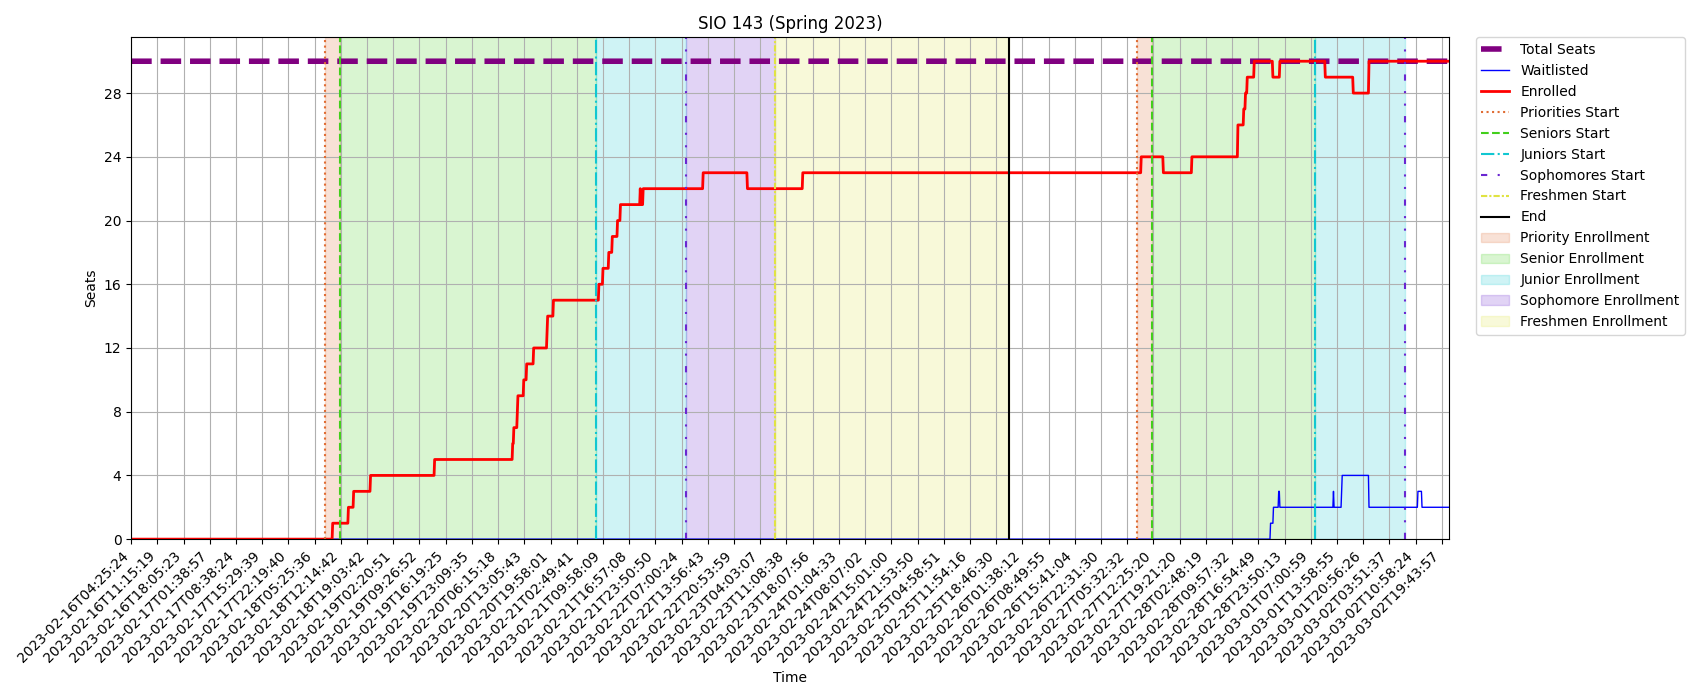 SIO 143 (Spring 2023)
Seats
28
24
20
16
12
8
4
0
2023-02-16T04:25:24
2023-02-16T11:15:19
2023-02-16T18:05:23
2023-02-17T01:38:57
2023-02-17T08:38:24
2023-02-17T15:29:39
2023-02-17T22:19:40
2023-02-18T05:25:36
2023-02-18T12:14:42
2023-02-18T19:03:42
2023-02-19T02:20:51
2023-02-19T09:26:52
2023-02-19T16:19:25
2023-02-19T23:09:35
2023-02-20T06:15:18
2023-02-20T13:05:43
2023-02-20T19:58:01
2023-02-21T02:49:41
2023-02-21T09:58:09
2023-02-21T16:57:08
2023-02-21T23:50:50
2023-02-22T07:00:24
2023-02-22T13:56:43
2023-02-22T20:53:59
2023-02-23T04:03:07
2023-02-23T11:08:38
2023-02-23T18:07:56
2023-02-24T01:04:33
2023-02-24T08:07:02
2023-02-24T15:01:00
2023-02-24T21:53:50
2023-02-25T04:58:51
2023-02-25T11:54:16
2023-02-25T18:46:30
2023-02-26T01:38:12
2023-02-26T08:49:55
2023-02-26T15:41:04
2023-02-26T22:31:30
2023-02-27T05:32:32
2023-02-27T12:25:20
2023-02-27T19:21:20
2023-02-28T02:48:19
2023-02-28T09:57:32
2023-02-28T16:54:49
2023-02-28T23:50:13
2023-03-01T07:00:59
2023-03-01T13:58:55
2023-03-01T20:56:26
2023-03-02T03:51:37
2023-03-02T10:58:24
2023-03-02T19:43:57
Time
Total Seats
Waitlisted
Enrolled
Priorities Start
Seniors Start
Juniors Start
Sophomores Start
Freshmen Start
End
Priority Enrollment
Senior Enrollment
Junior Enrollment
Sophomore Enrollment
Freshmen Enrollment